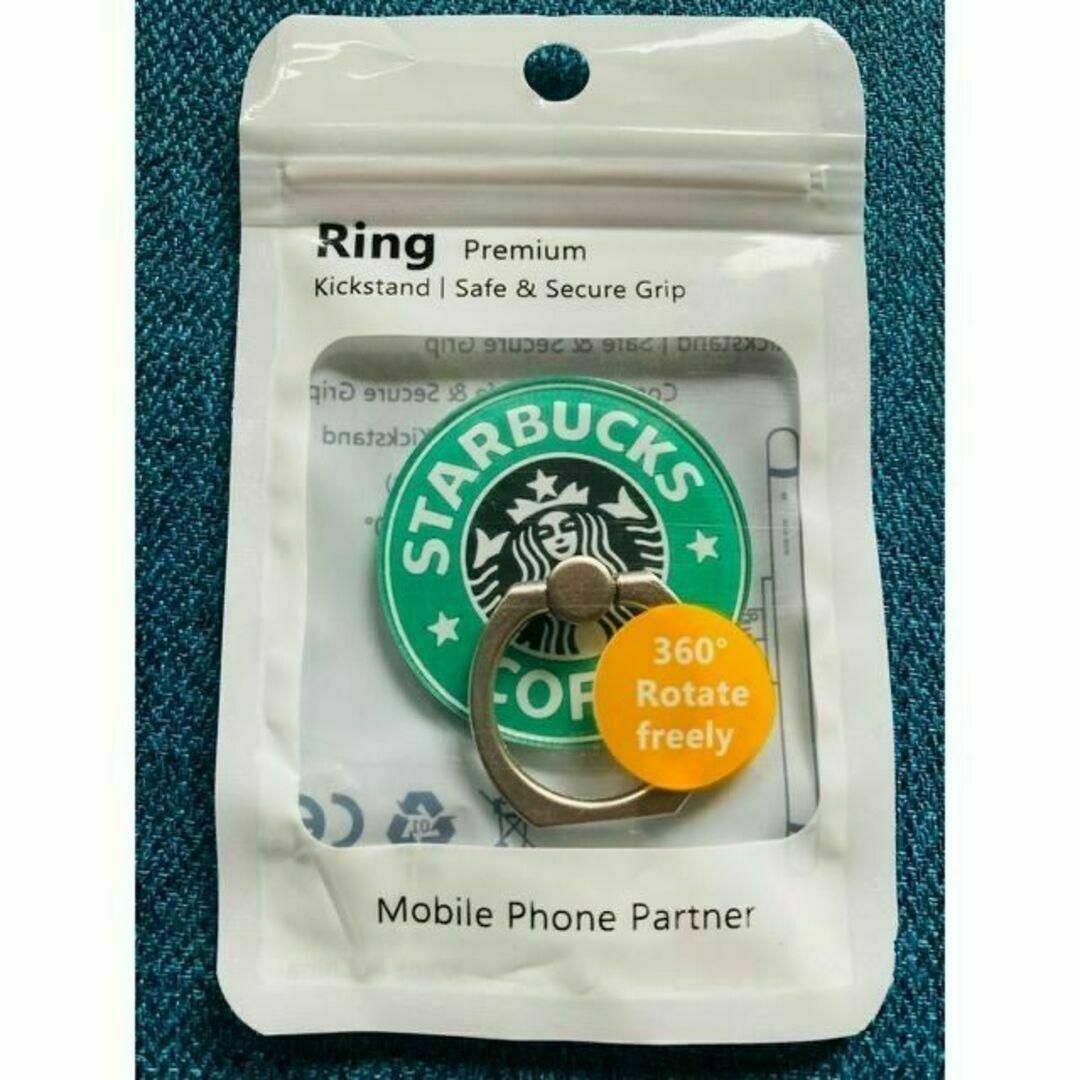 Ring Premium
Kickstand | Safe & Secure Grip
STARBUCKS
COF
360°
Rotate
freely
Mobile Phone Partner